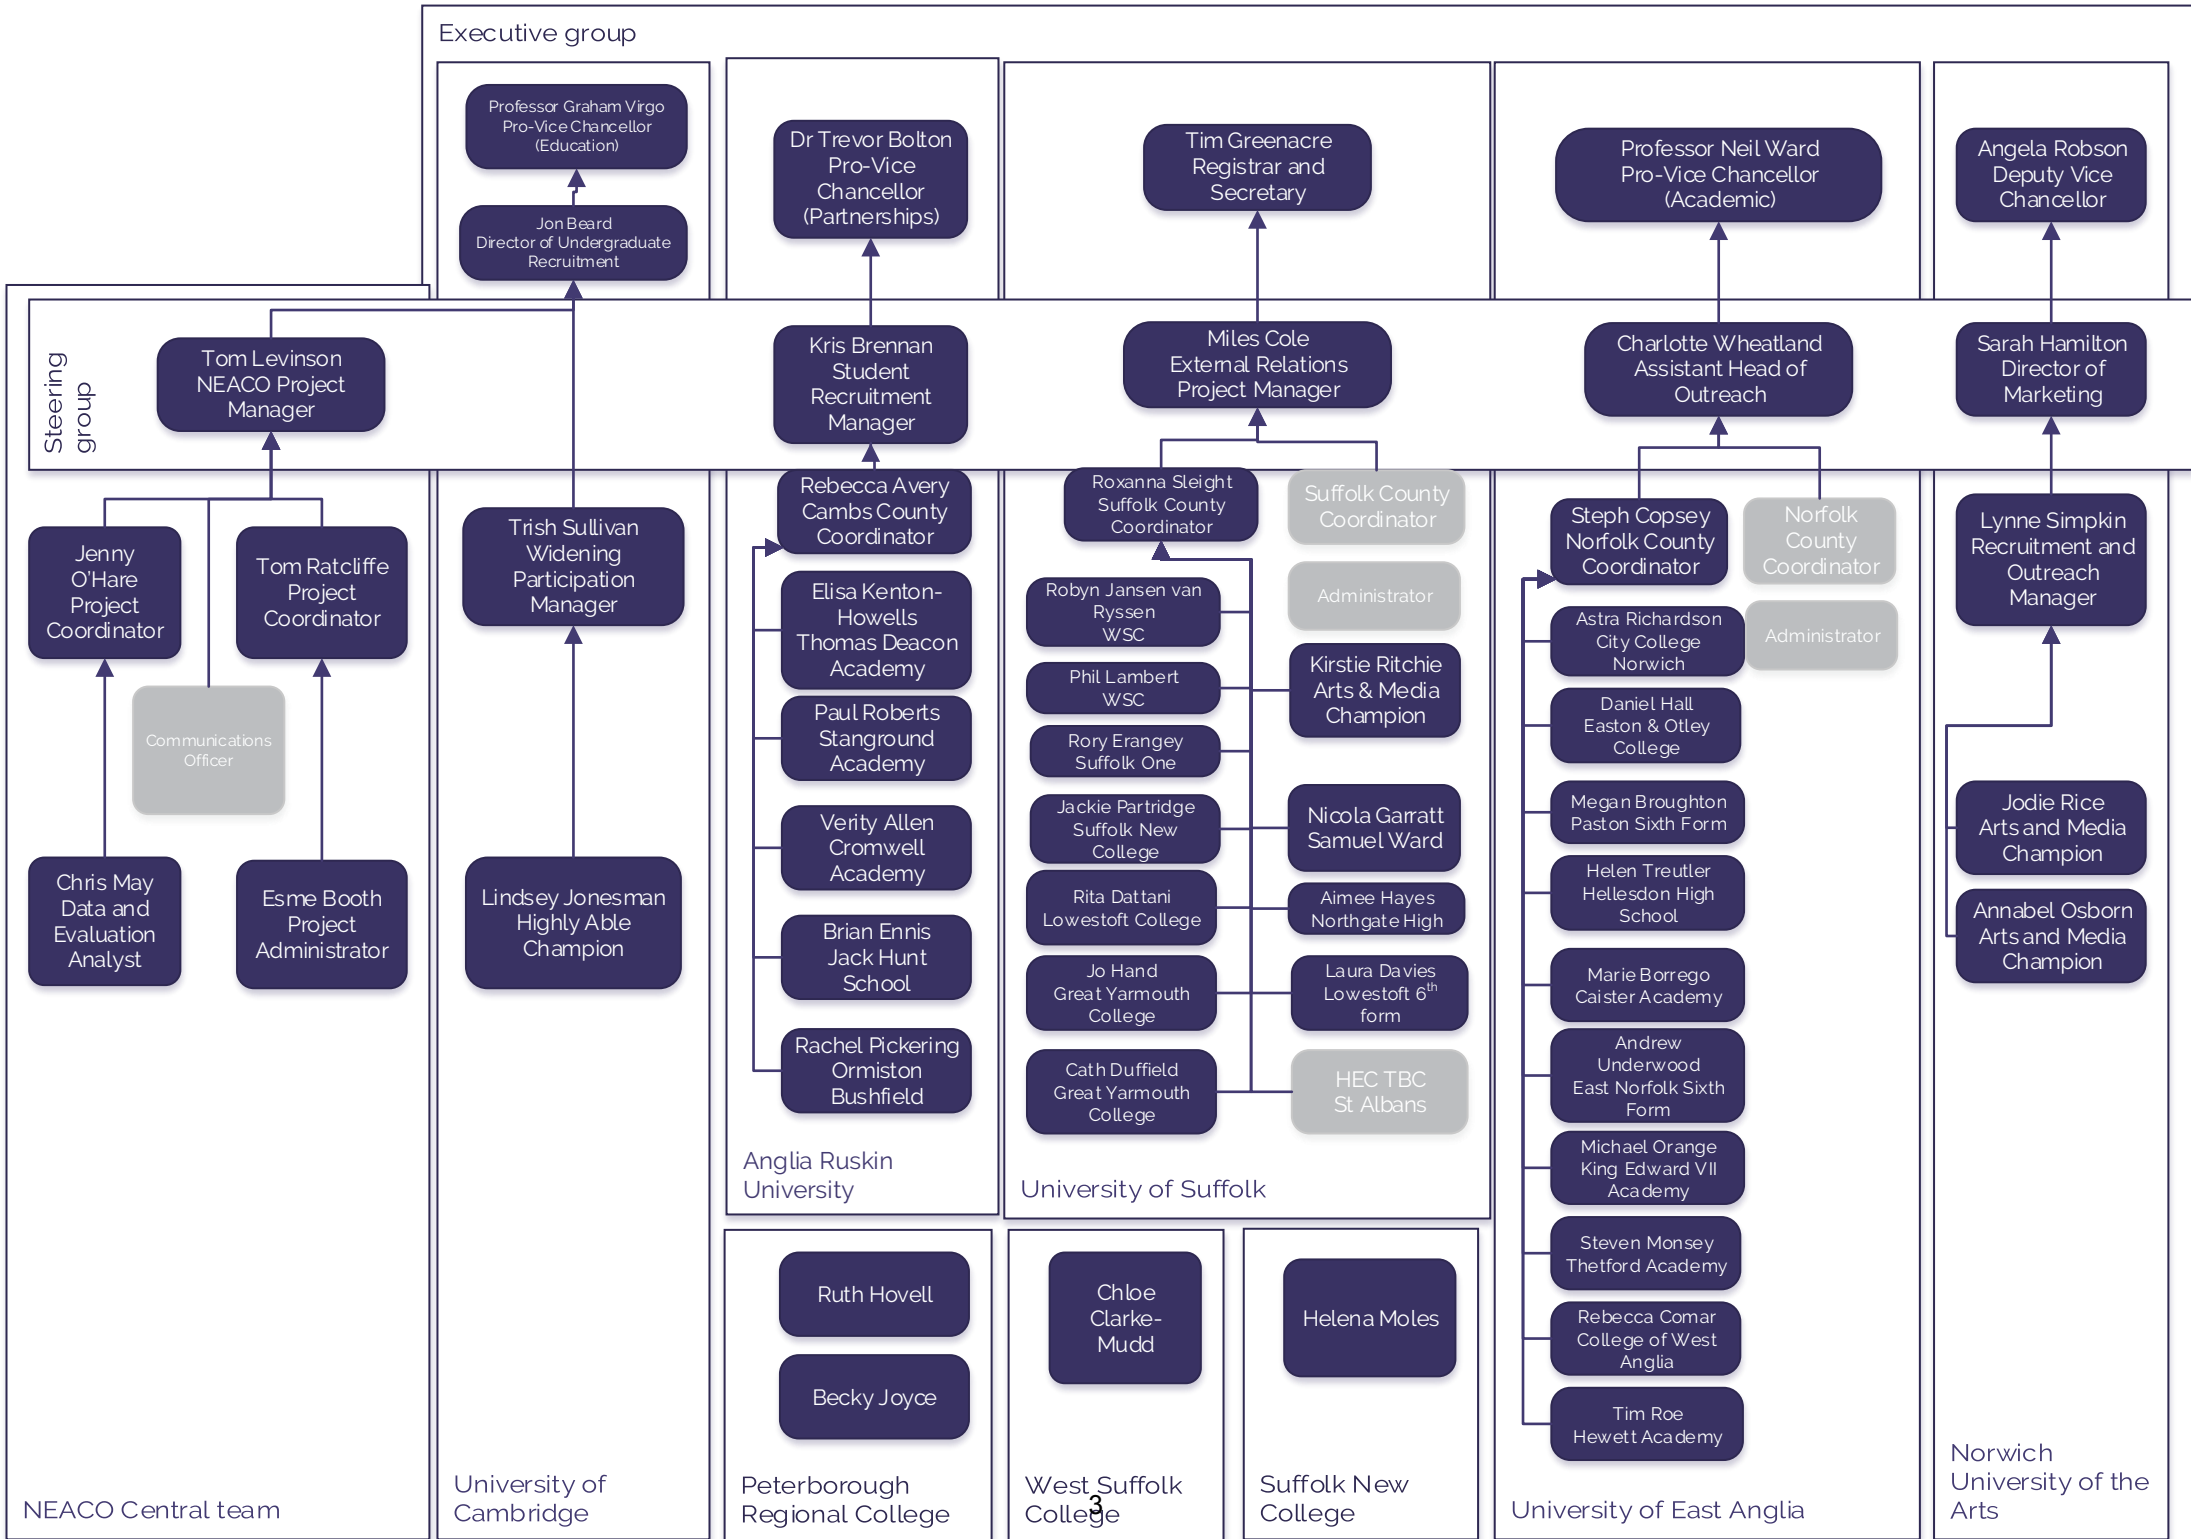 Executive group
Professor Graham Virgo
Pro-Vice Chancellor
(Education)
Jon Beard
Director of Undergraduate
Recruitment
Dr Trevor Bolton
Pro-Vice
Chancellor
(Partnerships)
Tim Greenacre
Registrar and
Secretary
Professor Neil Ward
Pro-Vice Chancellor
(Academic)
Angela Robson
Deputy Vice
Chancellor
Steering
group
Tom Levinson
NEACO Project
Manager
Kris Brennan
Student
Recruitment
Manager
Miles Cole
External Relations
Project Manager
Charlotte Wheatland
Assistant Head of
Outreach
Sarah Hamilton
Director of
Marketing
Jenny
O'Hare
Project
Coordinator
Tom Ratcliffe
Project
Coordinator
Communications
Officer
Chris May
Data and
Evaluation
Analyst
Esme Booth
Project
Administrator
NEACO Central team
Trish Sullivan
Widening
Participation
Manager
Lindsey Jonesman
Highly Able
Champion
University of
Cambridge
Rebecca Avery
Cambs County
Coordinator
Elisa Kenton-
Howells
Thomas Deacon
Academy
Paul Roberts
Stanground
Academy
Verity Allen
Cromwell
Academy
Brian Ennis
Jack Hunt
School
Rachel Pickering
Ormiston
Bushfield
Anglia Ruskin
University
Ruth Hovell
Becky Joyce
Peterborough
Regional College
Roxanna Sleight
Suffolk County
Coordinator
Suffolk County
Coordinator
Administrator
Robyn Jansen van
Ryssen
WSC
Phil Lambert
WSC
Rory Erangey
Suffolk One
Jackie Partridge
Suffolk New
College
Rita Dattani
Lowestoft College
Jo Hand
Great Yarmouth
College
Cath Duffield
Great Yarmouth
College
Kirstie Ritchie
Arts & Media
Champion
Nicola Garratt
Samuel Ward
Aimee Hayes
Northgate High
Laura Davies
Lowestoft 6th
form
HEC TBC
St Albans
University of Suffolk
Chloe
Clarke-
Mudd
West Suffolk
College
3
Helena Moles
Suffolk New
College
Steph Copsey
Norfolk County
Coordinator
Norfolk
County
Coordinator
Administrator
Astra Richardson
City College
Norwich
Daniel Hall
Easton & Otley
College
Megan Broughton
Paston Sixth Form
Helen Treutler
Hellesdon High
School
Marie Borrego
Caister Academy
Andrew
Underwood
East Norfolk Sixth
Form
Michael Orange
King Edward VII
Academy
Steven Monsey
Thetford Academy
Rebecca Comar
College of West
Anglia
Tim Roe
Hewett Academy
University of East Anglia
Lynne Simpkin
Recruitment and
Outreach
Manager
Jodie Rice
Arts and Media
Champion
Annabel Osborn
Arts and Media
Champion
Norwich
University of the
Arts